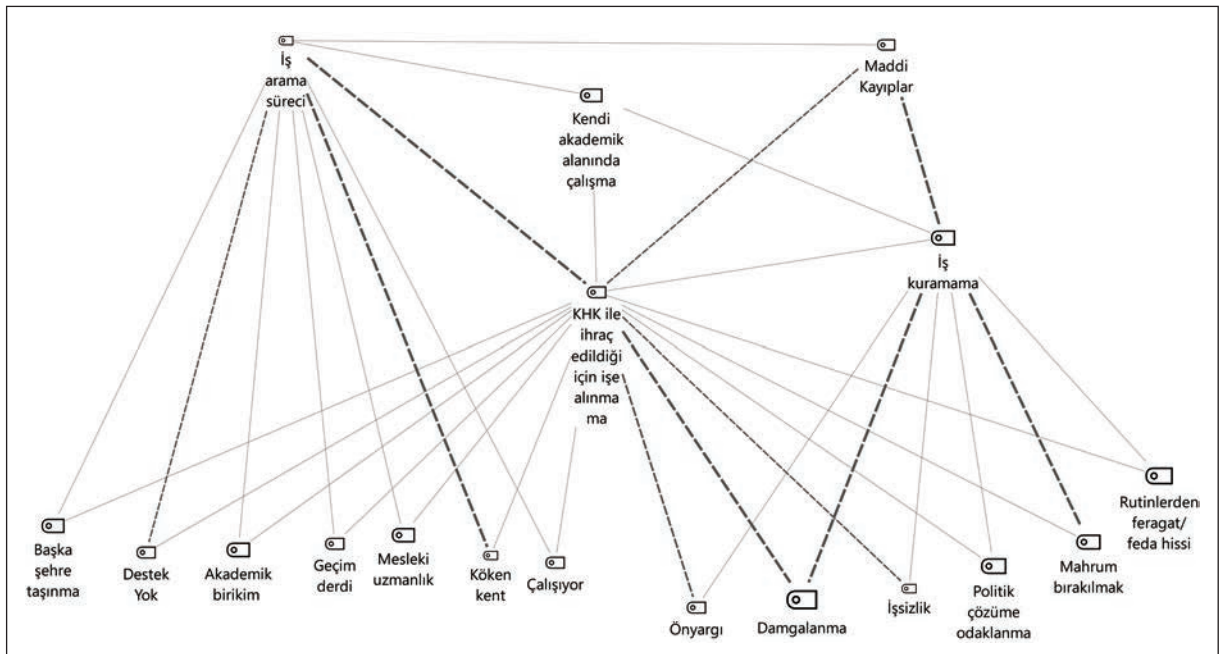 İş
arama
süreci
Maddi
Kayıplar
Kendi
akademik
alanında
çalışma
İş
kuramama
KHK ile
ihraç
edildiği
için işe
alınma
ma
Başka
şehre
taşınma
Destek
Yok
Akademik
birikim
Geçim
derdi
Mesleki
uzmanlık
Köken
kent
Çalışıyor
Önyargı
Damgalanma
İşsizlik
Politik
çözüme
odaklanma
Mahrum
bırakılmak
Rutinlerden
feragat/
feda hissi